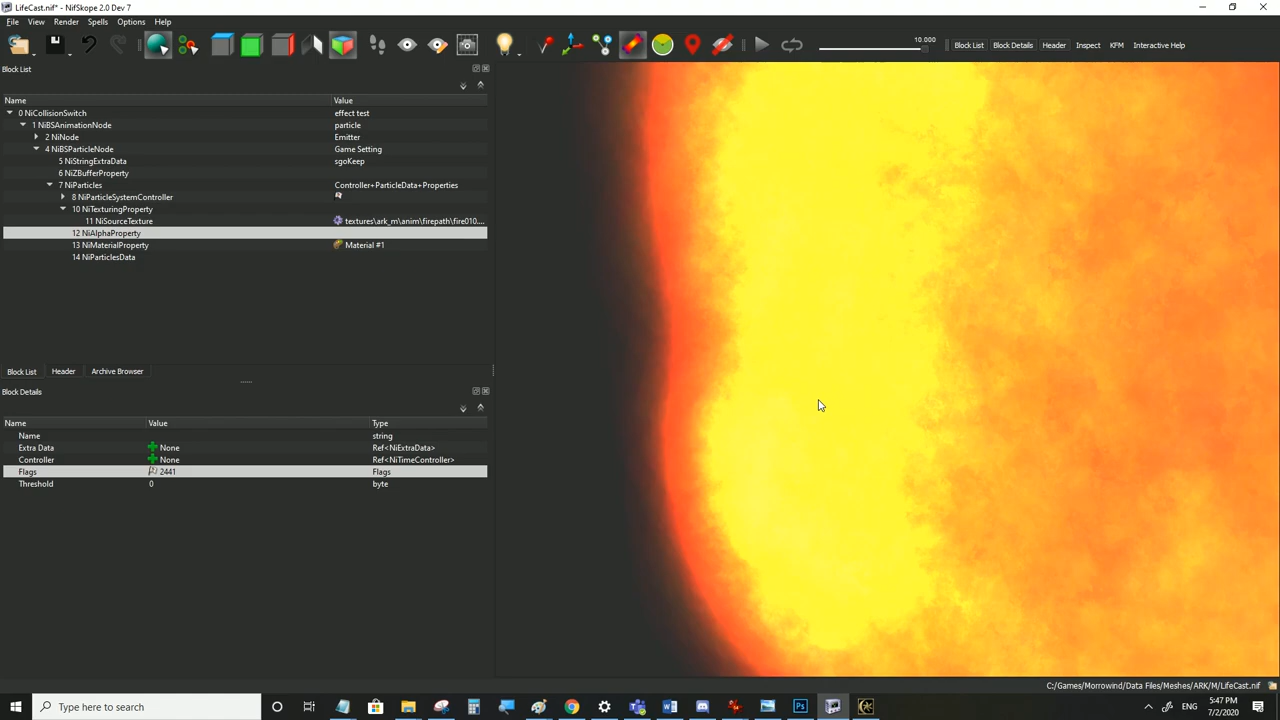 LifeCast.nif* - NifSkope 2.0 Dev 7
File View Render Spells Options Help
10.000
Block List Block Details Header Inspect KFM Interactive Help
Block List
Name Value
0 NiCollisionSwitch effect test
1 NiBSAnimationNode particle
2 NiNode Emitter
4 NiBSParticleNode Game Setting
5 NiStringExtraData sgoKeep
6 NiZBufferProperty
7 NiParticles Controller+ParticleData+Properties
8 NiParticleSystemController
10 NiTexturingProperty
11 NiSourceTexture textures\ark_m\anim\firepath\fire010....
12 NiAlphaProperty
13 NiMaterialProperty Material #1
14 NiParticlesData
Block List Header Archive Browser
Block Details
Name Value Type
Name string
Extra Data None Ref<NiExtraData>
Controller None Ref<NiTimeController>
Flags 2441 Flags
Threshold 0 byte
C:/Games/Morrowind/Data Files/Meshes/ARK/M/LifeCast.nif
Type here to search
ENG
5:47 PM
7/2/2020